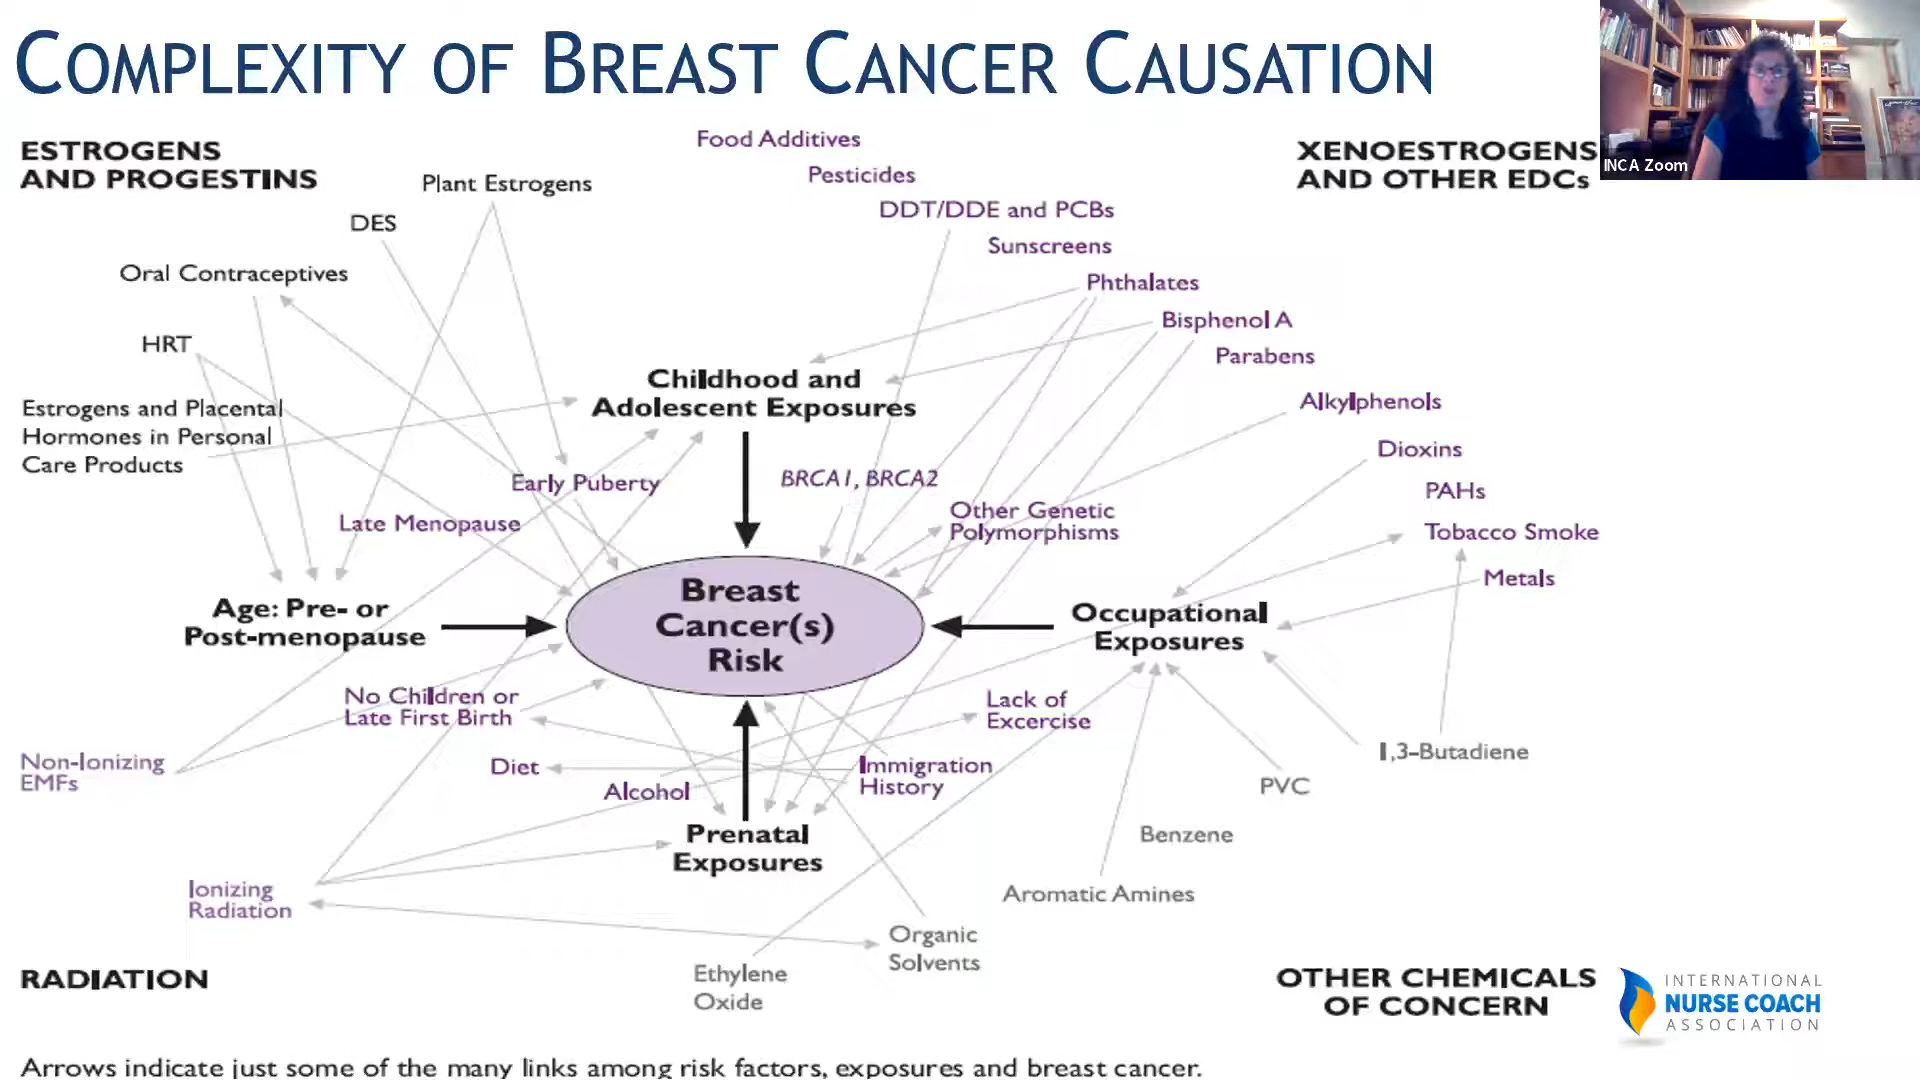 COMPLEXITY OF BREAST CANCER CAUSATION
INCA Zoom
ESTROGENS
AND PROGESTINS
XENOESTROGENS
AND OTHER EDCs
Food Additives
Pesticides
Plant Estrogens
DDT/DDE and PCBs
DES
Sunscreens
Oral Contraceptives
Phthalates
Bisphenol A
HRT
Parabens
Childhood and
Adolescent Exposures
Alkylphenols
Estrogens and Placental
Hormones in Personal
Care Products
Dioxins
Early Puberty
BRCA1, BRCA2
PAHs
Late Menopause
Other Genetic
Polymorphisms
Tobacco Smoke
Metals
Breast
Cancer(s)
Risk
Age: Pre- or
Post-menopause
Occupational
Exposures
No Children or
Late First Birth
Lack of
Excercise
Non-Ionizing
EMFs
Diet
Alcohol
Immigration
History
1,3-Butadiene
PVC
Prenatal
Exposures
Benzene
Ionizing
Radiation
Aromatic Amines
Organic
Solvents
Ethylene
Oxide
RADIATION
OTHER CHEMICALS
OF CONCERN
INTERNATIONAL
NURSE COACH
ASSOCIATION
Arrows indicate just some of the many links among risk factors, exposures and breast cancer.